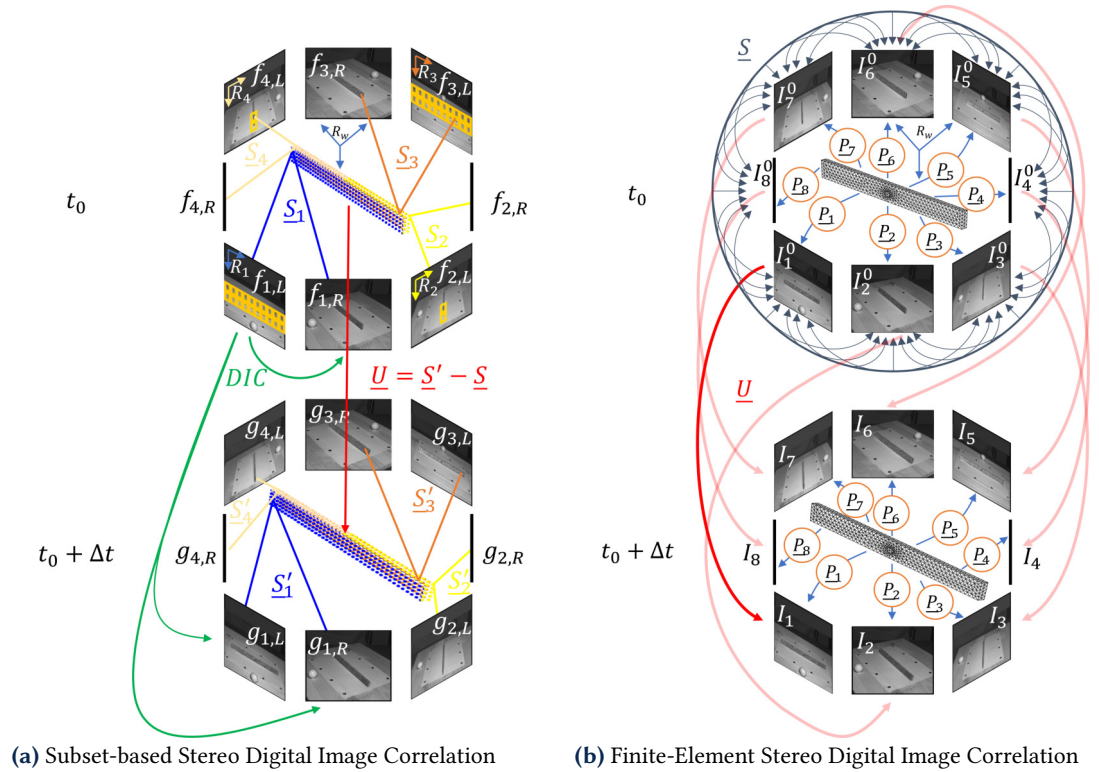 f₄,L
R₄
f₃,R
R₃
f₃,L
R_w
S₄
S₃
t₀
f₄,R
S₁
f₂,R
S₂
R₁
f₁,L
f₁,R
R₂
f₂,L
DIC
U = S′ − S
g₄,L
g₃,R
g₃,L
S′₄
S′₃
t₀ + Δt
g₄,R
g₂,R
S′₁
S′₂
g₁,L
g₁,R
g₂,L
(a) Subset-based Stereo Digital Image Correlation
S
I₇⁰
I₆⁰
I₅⁰
R_w
P₇
P₆
P₅
t₀
I₈⁰
P₈
P₄
I₄⁰
P₁
P₂
P₃
I₁⁰
I₂⁰
I₃⁰
U
I₇
I₆
I₅
P₇
P₆
P₅
t₀ + Δt
I₈
P₈
P₄
I₄
P₁
P₂
P₃
I₁
I₂
I₃
(b) Finite-Element Stereo Digital Image Correlation